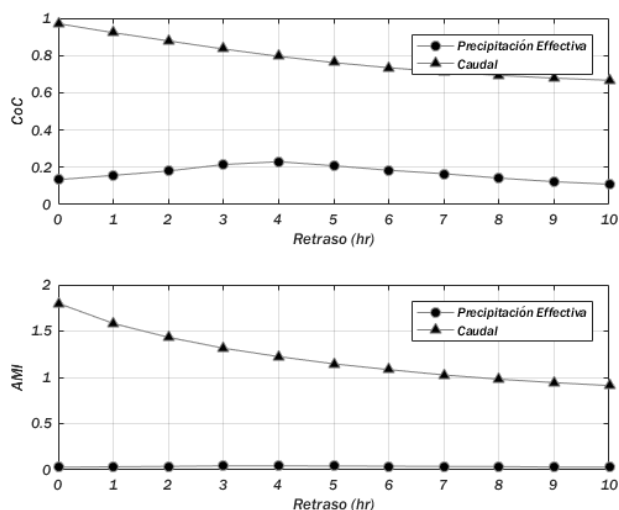 1
0.8
0.6
0.4
0.2
0
CoC
Precipitación Effectiva
Caudal
0 1 2 3 4 5 6 7 8 9 10
Retraso (hr)
2
1.5
1
0.5
0
AMI
Precipitación Effectiva
Caudal
0 1 2 3 4 5 6 7 8 9 10
Retraso (hr)